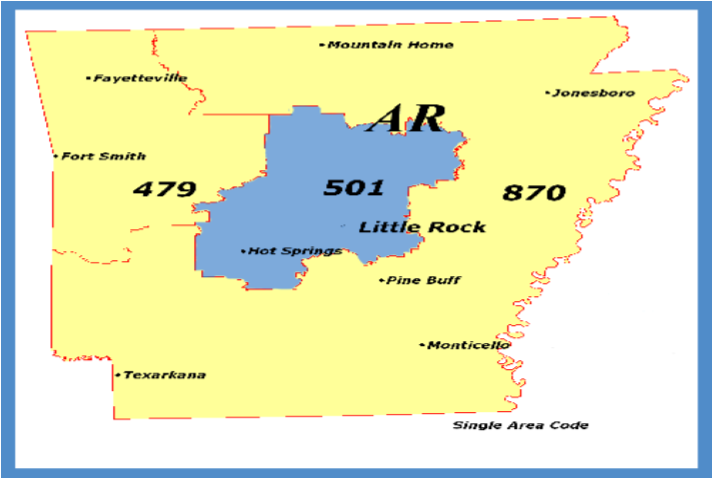 Mountain Home
Fayetteville
Jonesboro
AR
Fort Smith
479
501
870
Little Rock
Hot Springs
Pine Buff
Monticello
Texarkana
Single Area Code